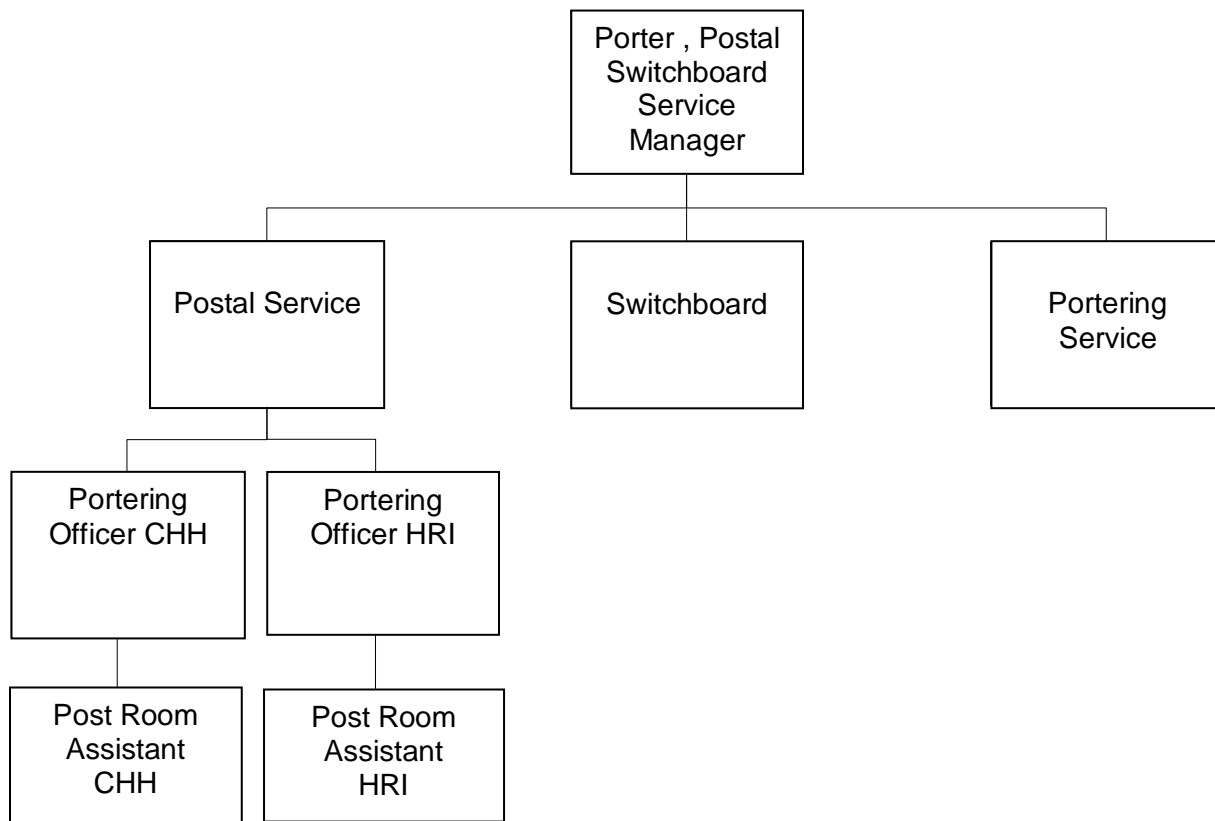 Porter , Postal
Switchboard
Service
Manager
Postal Service
Switchboard
Portering
Service
Portering
Officer CHH
Portering
Officer HRI
Post Room
Assistant
CHH
Post Room
Assistant
HRI